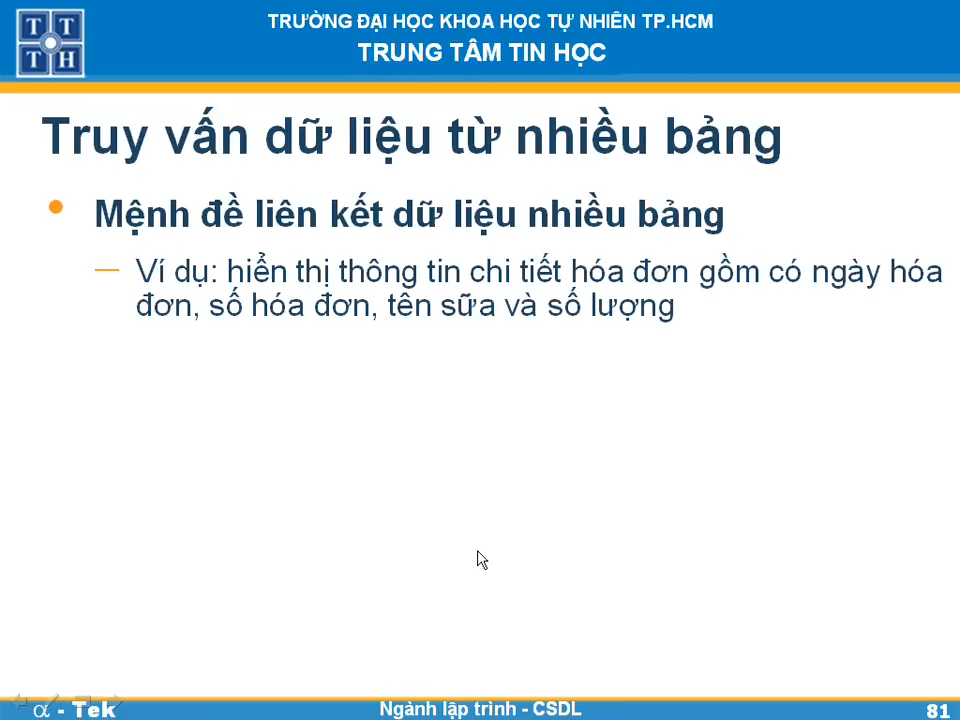 T T
T H
TRƯỜNG ĐẠI HỌC KHOA HỌC TỰ NHIÊN TP.HCM
TRUNG TÂM TIN HỌC
Truy vấn dữ liệu từ nhiều bảng
Mệnh đề liên kết dữ liệu nhiều bảng
Ví dụ: hiển thị thông tin chi tiết hóa đơn gồm có ngày hóa
đơn, số hóa đơn, tên sữa và số lượng
α - Tek
Ngành lập trình - CSDL
81